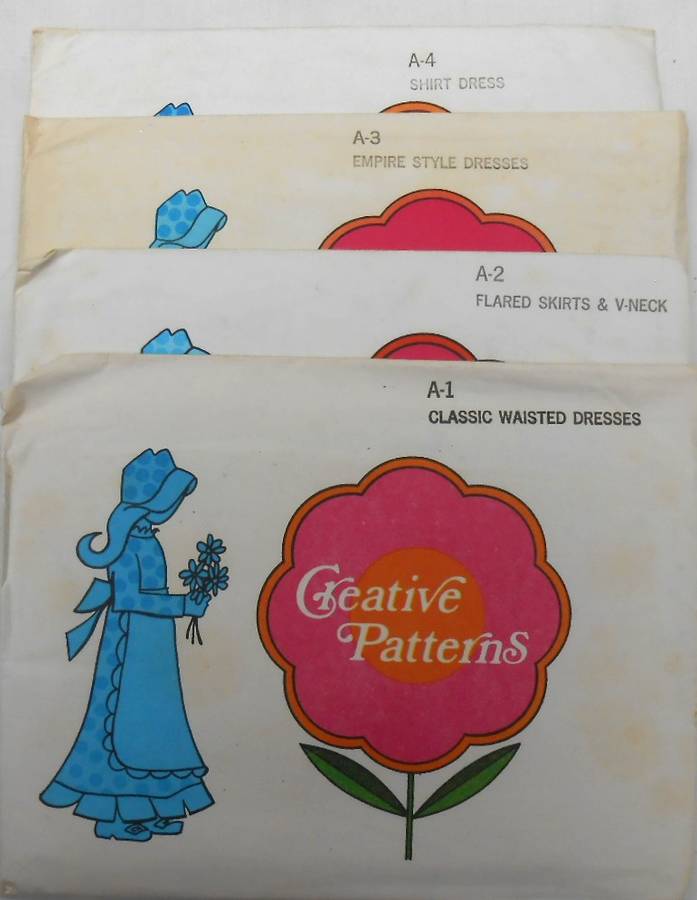 A-4
SHIRT DRESS
A-3
EMPIRE STYLE DRESSES
A-2
FLARED SKIRTS & V-NECK
A-1
CLASSIC WAISTED DRESSES
Creative
Patterns